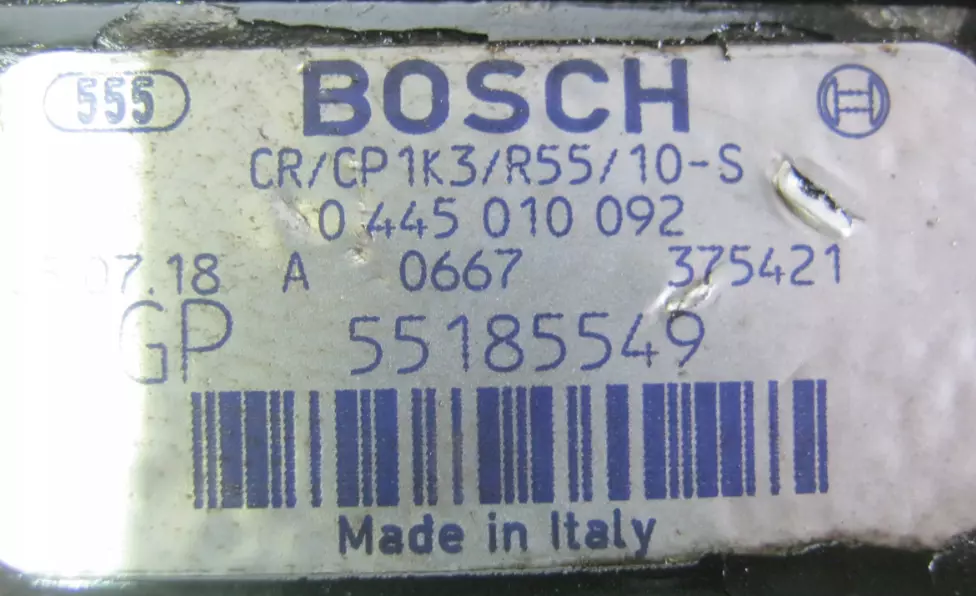 555 BOSCH
CR/CP1K3/R55/10-S
0 445 010 092
07.18 A 0667 375421
GP 55185549
Made in Italy